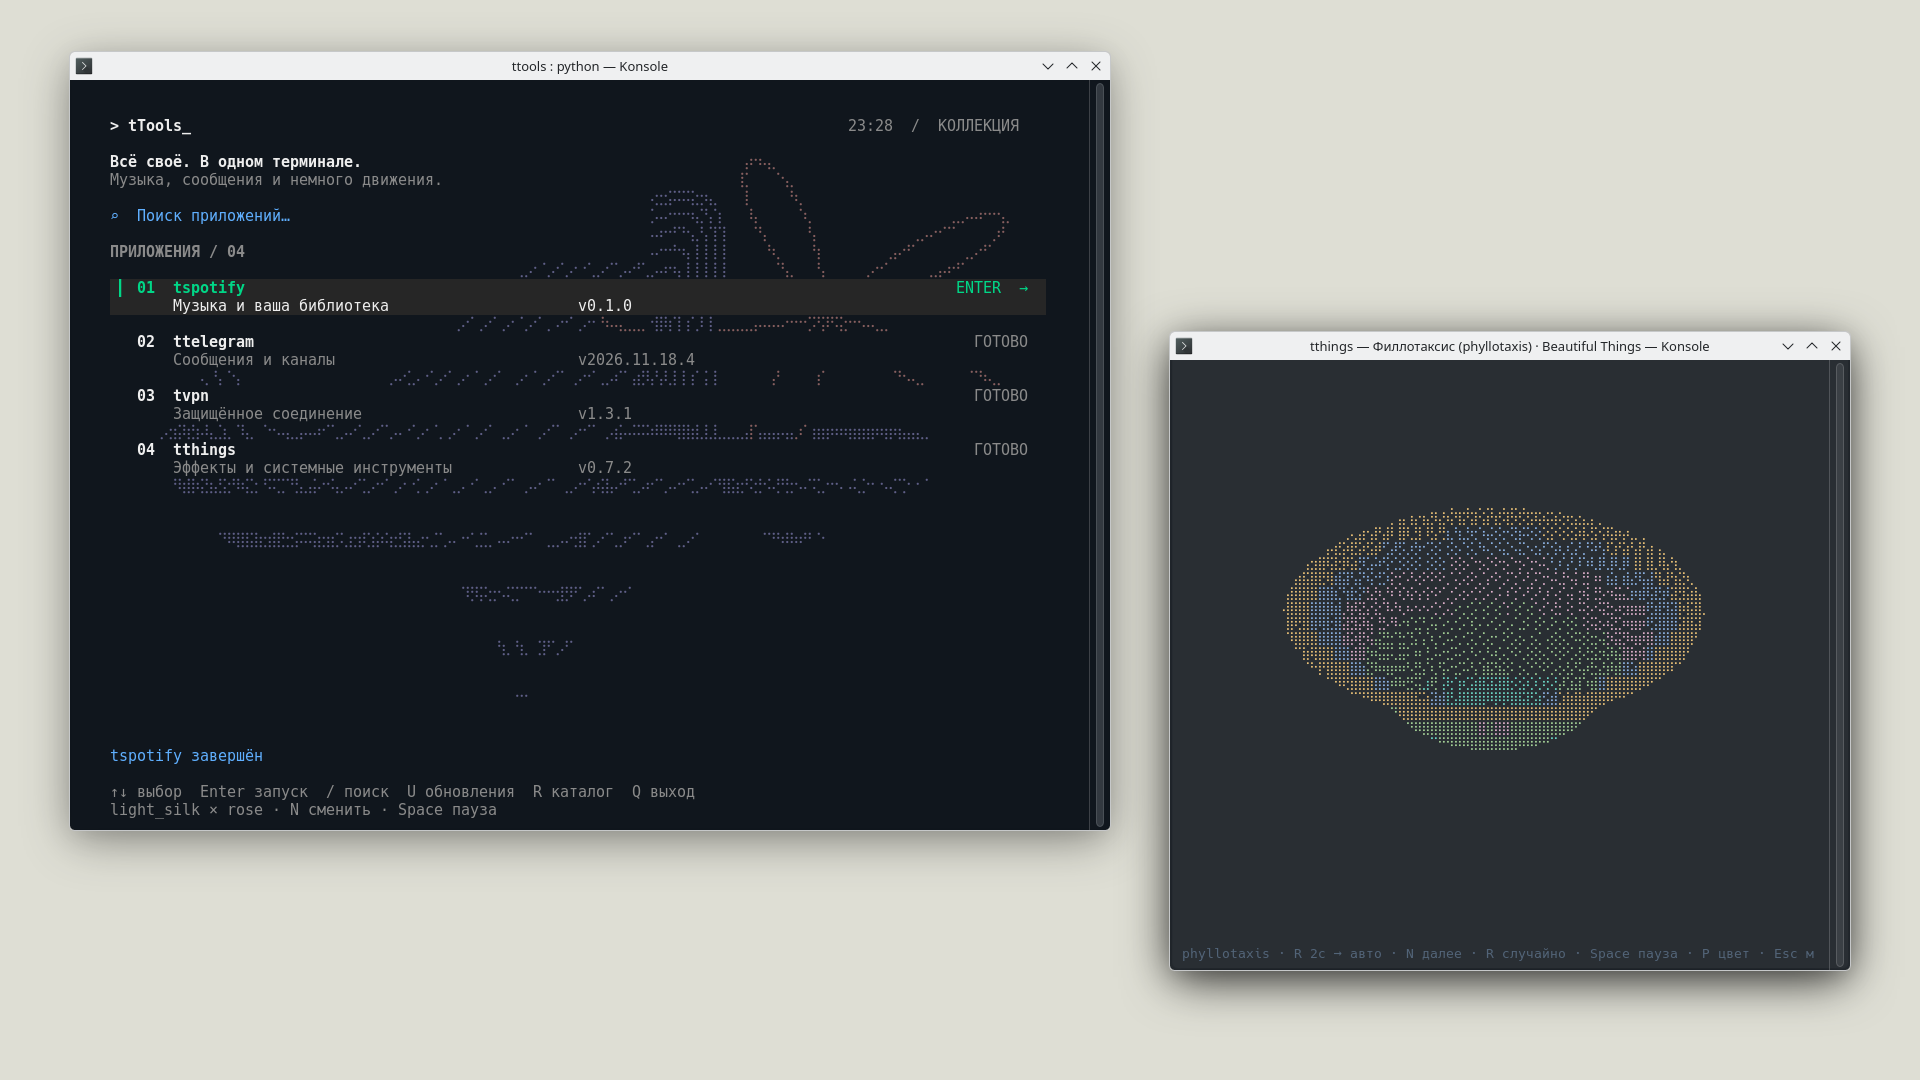 ttools : python — Konsole
> tTools_
23:28 / КОЛЛЕКЦИЯ
Всё своё. В одном терминале.
Музыка, сообщения и немного движения.
⌕ Поиск приложений…
ПРИЛОЖЕНИЯ / 04
01 tspotify ENTER →
Музыка и ваша библиотека v0.1.0
02 ttelegram ГОТОВО
Сообщения и каналы v2026.11.18.4
03 tvpn ГОТОВО
Защищённое соединение v1.3.1
04 tthings ГОТОВО
Эффекты и системные инструменты v0.7.2
tspotify завершён
↑↓ выбор Enter запуск / поиск U обновления R каталог Q выход
light_silk × rose · N сменить · Space пауза
tthings — Филлотаксис (phyllotaxis) · Beautiful Things — Konsole
phyllotaxis · R 2с → авто · N далее · R случайно · Space пауза · P цвет · Esc м